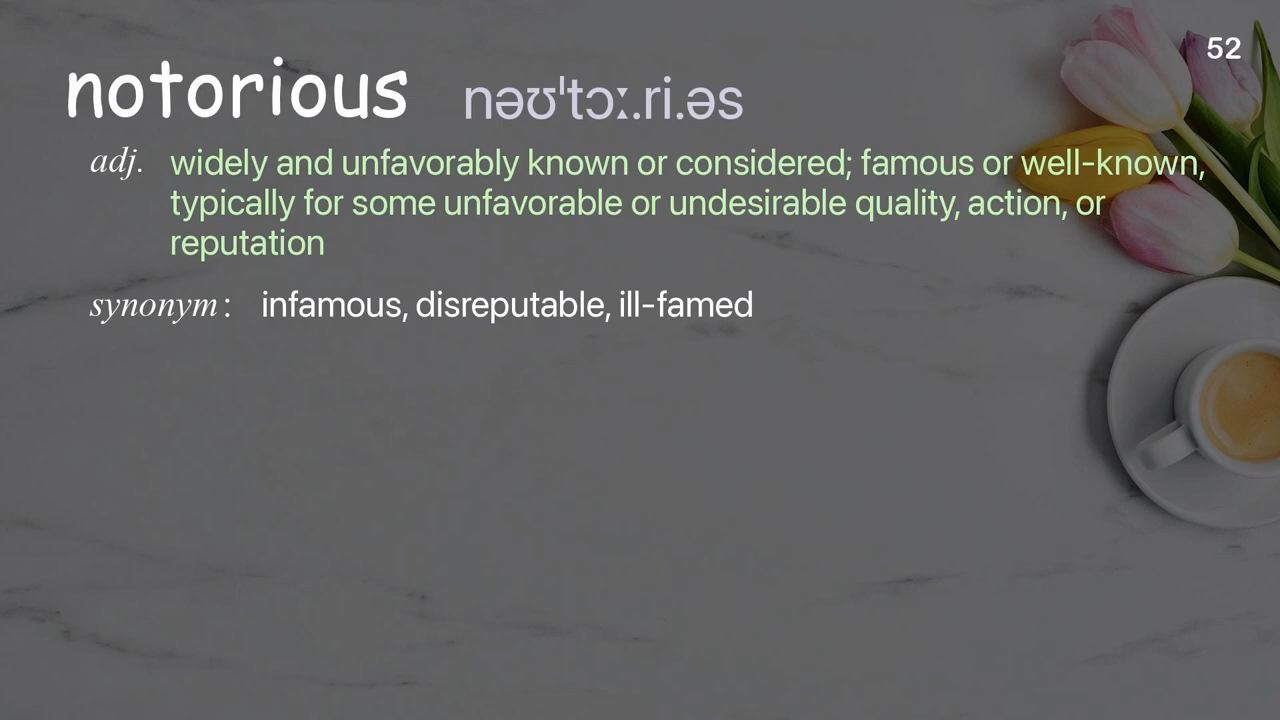 52
notorious nəʊˈtɔː.ri.əs
adj. widely and unfavorably known or considered; famous or well-known,
typically for some unfavorable or undesirable quality, action, or
reputation
synonym: infamous, disreputable, ill-famed